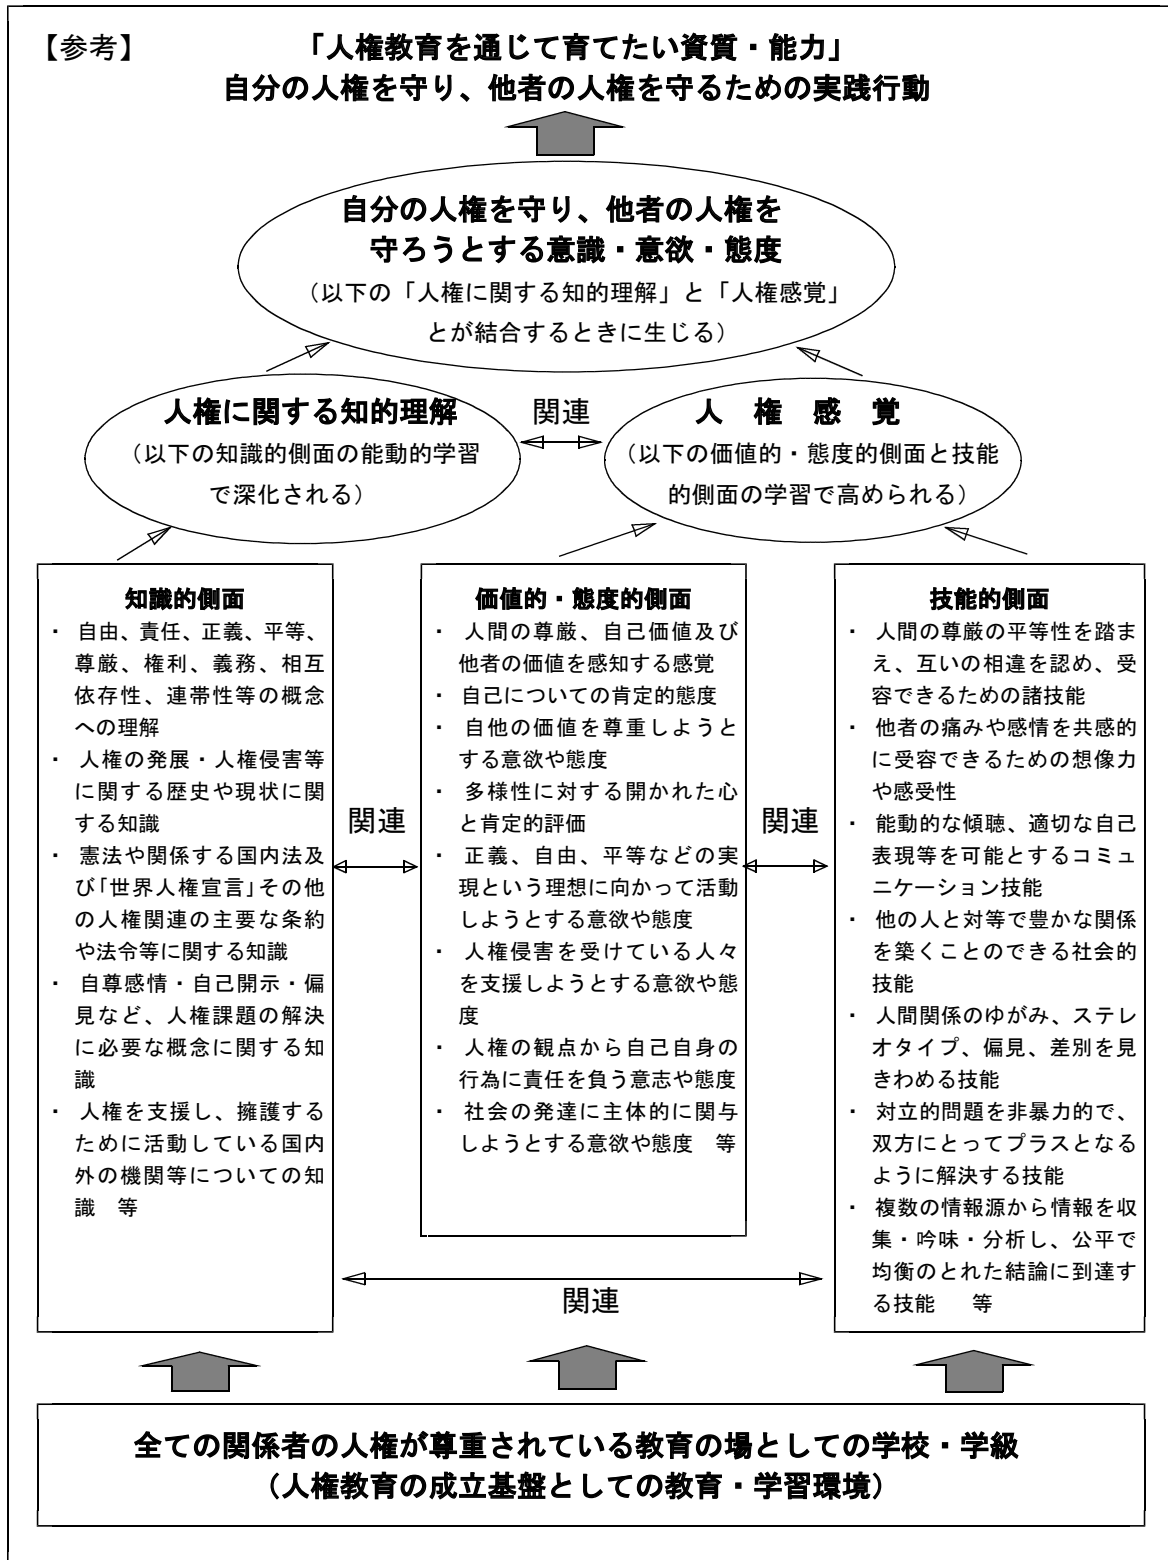 【参考】 「人権教育を通じて育てたい資質・能力」
自分の人権を守り、他者の人権を守るための実践行動
自分の人権を守り、他者の人権を
守ろうとする意識・意欲・態度
(以下の「人権に関する知的理解」と「人権感覚」
とが結合するときに生じる)
人権に関する知的理解
(以下の知識的側面の能動的学習
で深化される)
関連
人 権 感 覚
(以下の価値的・態度的側面と技能
的側面の学習で高められる)
知識的側面
・ 自由、責任、正義、平等、
尊厳、権利、義務、相互
依存性、連帯性等の概念
への理解
・ 人権の発展・人権侵害等
に関する歴史や現状に関
する知識
・ 憲法や関係する国内法及
び「世界人権宣言」その他
の人権関連の主要な条約
や法令等に関する知識
・ 自尊感情・自己開示・偏
見など、人権課題の解決
に必要な概念に関する知
識
・ 人権を支援し、擁護する
ために活動している国内
外の機関等についての知
識 等
関連
価値的・態度的側面
・ 人間の尊厳、自己価値及び
他者の価値を感知する感覚
・ 自己についての肯定的態度
・ 自他の価値を尊重しようと
する意欲や態度
・ 多様性に対する開かれた心
と肯定的評価
・ 正義、自由、平等などの実
現という理想に向かって活動
しようとする意欲や態度
・ 人権侵害を受けている人々
を支援しようとする意欲や態
度
・ 人権の観点から自己自身の
行為に責任を負う意志や態度
・ 社会の発達に主体的に関与
しようとする意欲や態度 等
関連
技能的側面
・ 人間の尊厳の平等性を踏ま
え、互いの相違を認め、受
容できるための諸技能
・ 他者の痛みや感情を共感的
に受容できるための想像力
や感受性
・ 能動的な傾聴、適切な自己
表現等を可能とするコミュ
ニケーション技能
・ 他の人と対等で豊かな関係
を築くことのできる社会的
技能
・ 人間関係のゆがみ、ステレ
オタイプ、偏見、差別を見
きわめる技能
・ 対立的問題を非暴力的で、
双方にとってプラスとなる
ように解決する技能
・ 複数の情報源から情報を収
集・吟味・分析し、公平で
均衡のとれた結論に到達す
る技能 等
関連
全ての関係者の人権が尊重されている教育の場としての学校・学級
(人権教育の成立基盤としての教育・学習環境)